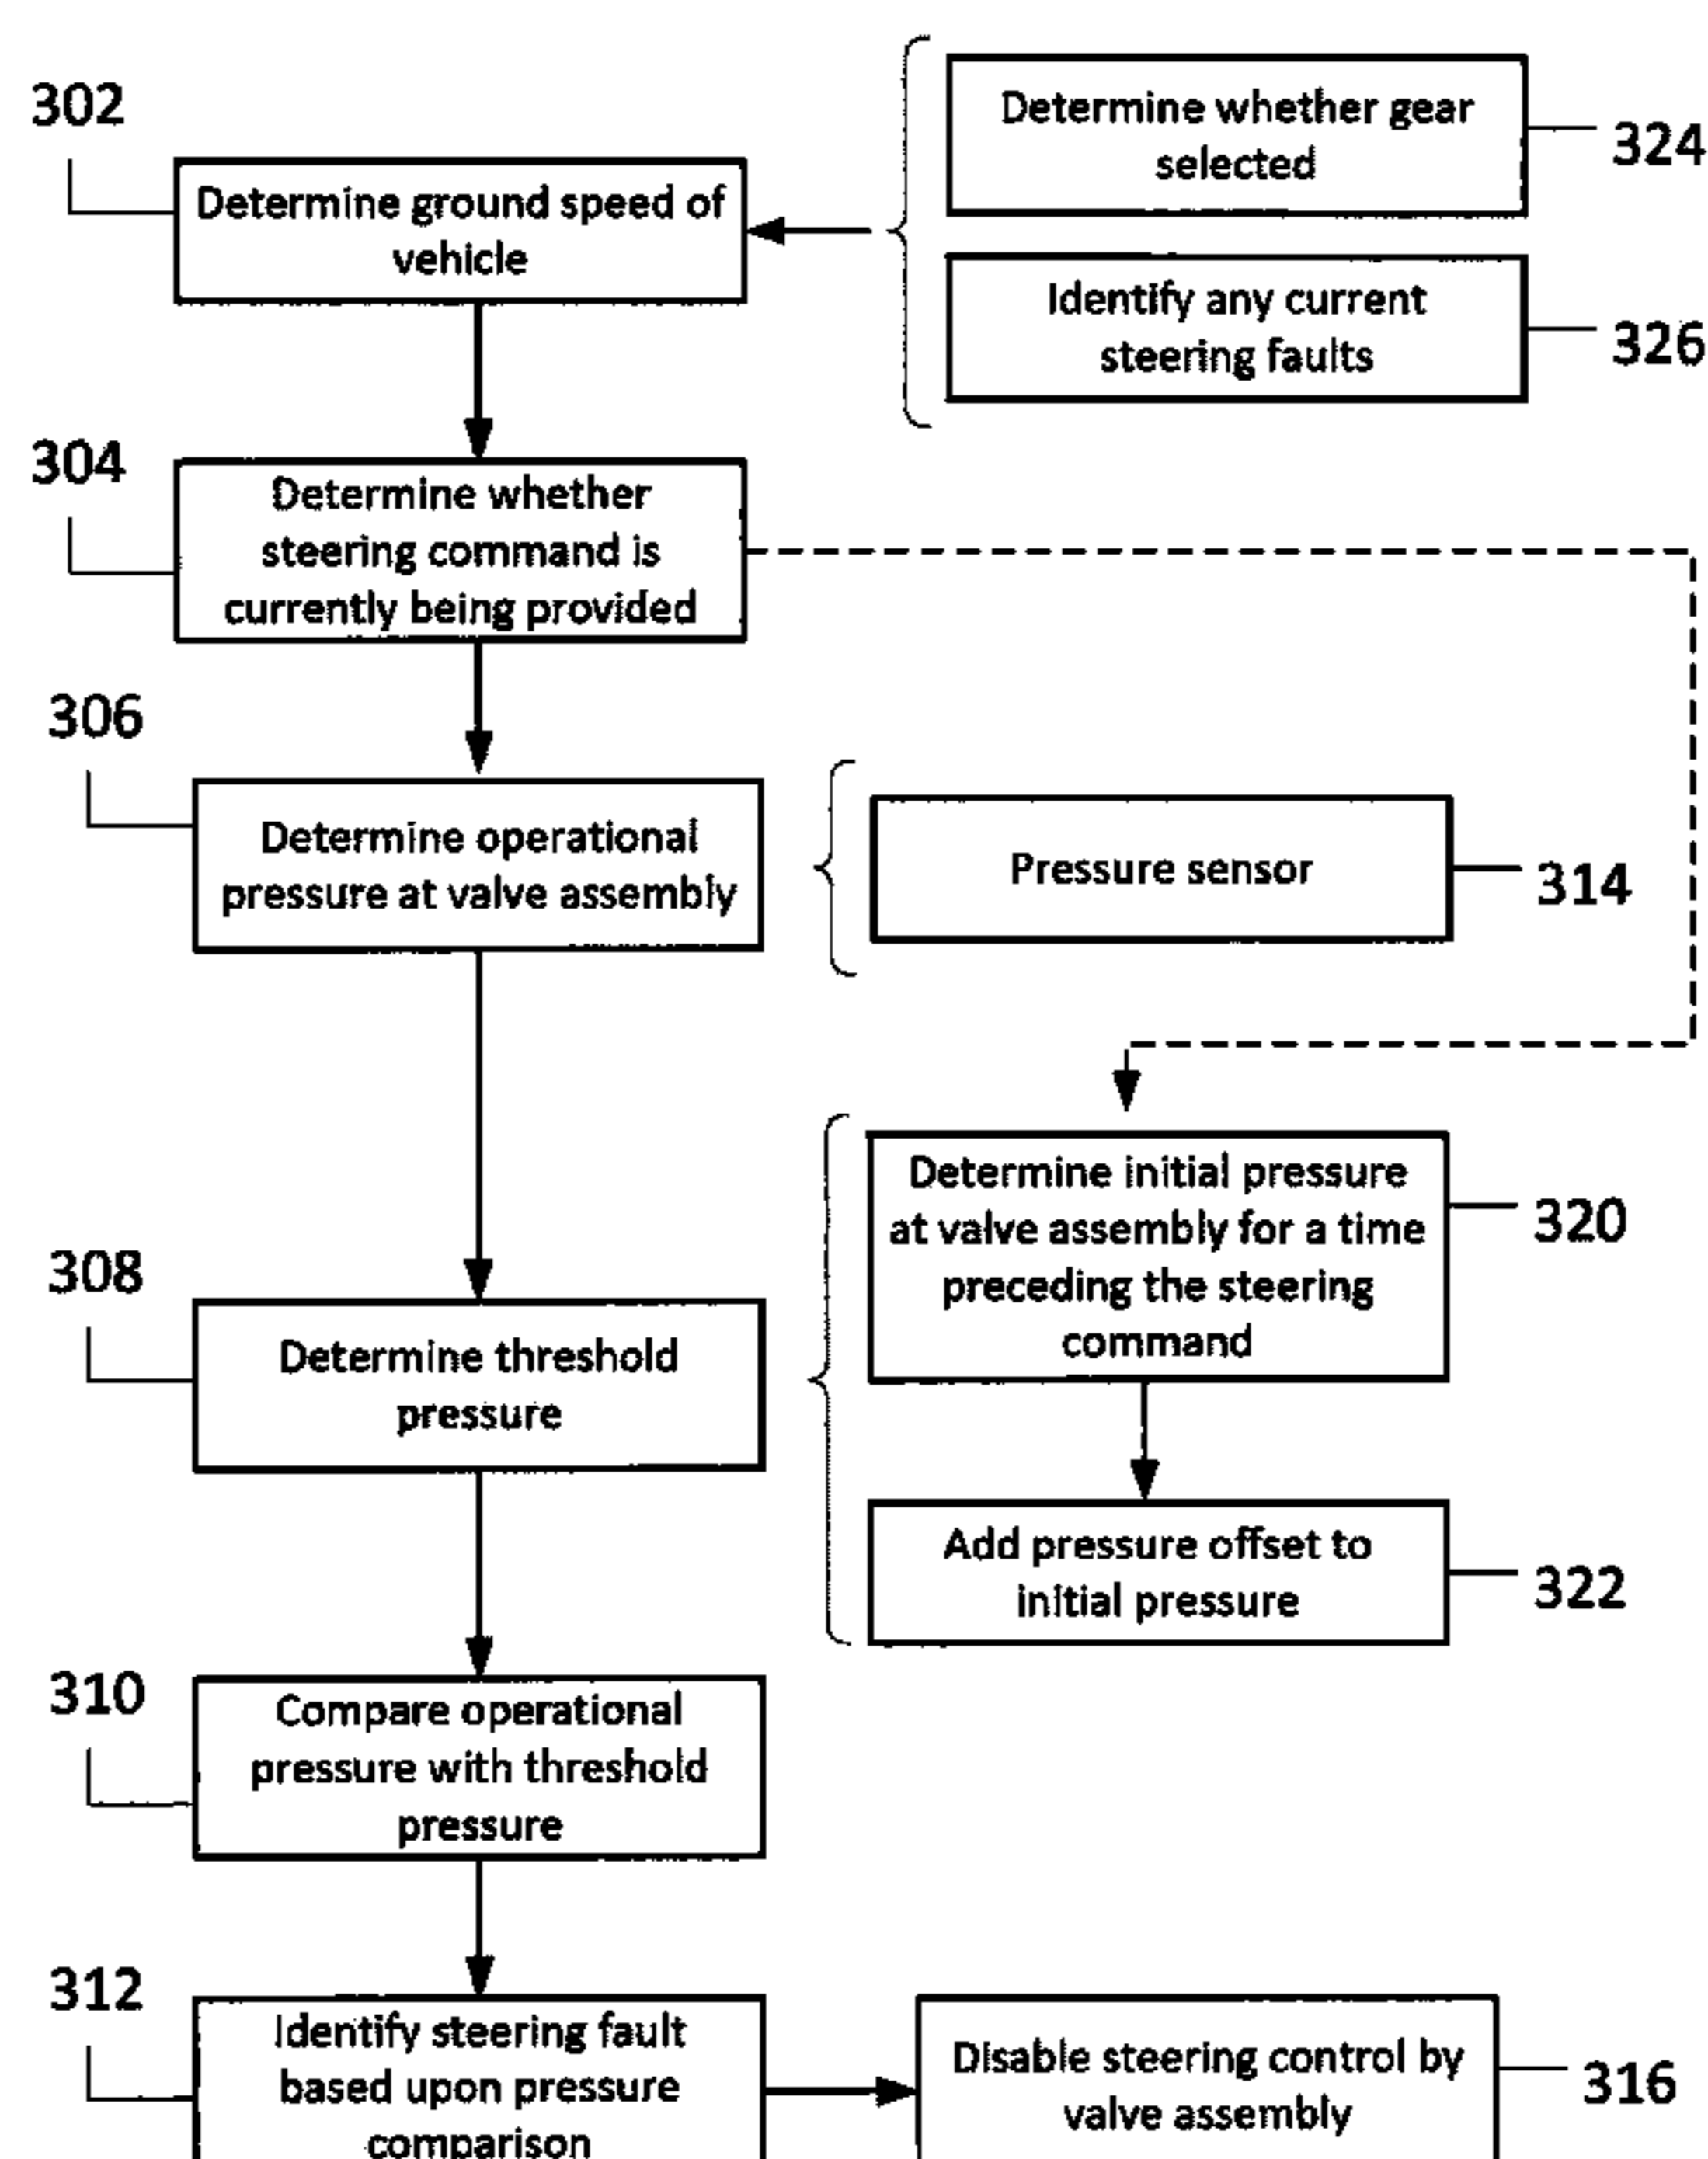 302
Determine ground speed of
vehicle
Determine whether gear
selected
324
Identify any current
steering faults
326
304
Determine whether
steering command is
currently being provided
306
Determine operational
pressure at valve assembly
Pressure sensor
314
Determine initial pressure
at valve assembly for a time
preceding the steering
command
320
308
Determine threshold
pressure
Add pressure offset to
initial pressure
322
310
Compare operational
pressure with threshold
pressure
312
Identify steering fault
based upon pressure
comparison
Disable steering control by
valve assembly
316